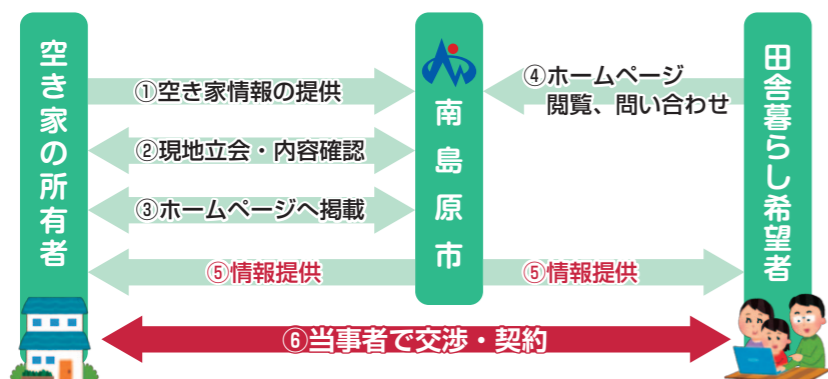 空き家の所有者
①空き家情報の提供
②現地立会・内容確認
③ホームページへ掲載
⑤情報提供
南島原市
④ホームページ
閲覧、問い合わせ
⑤情報提供
田舎暮らし希望者
⑥当事者で交渉・契約